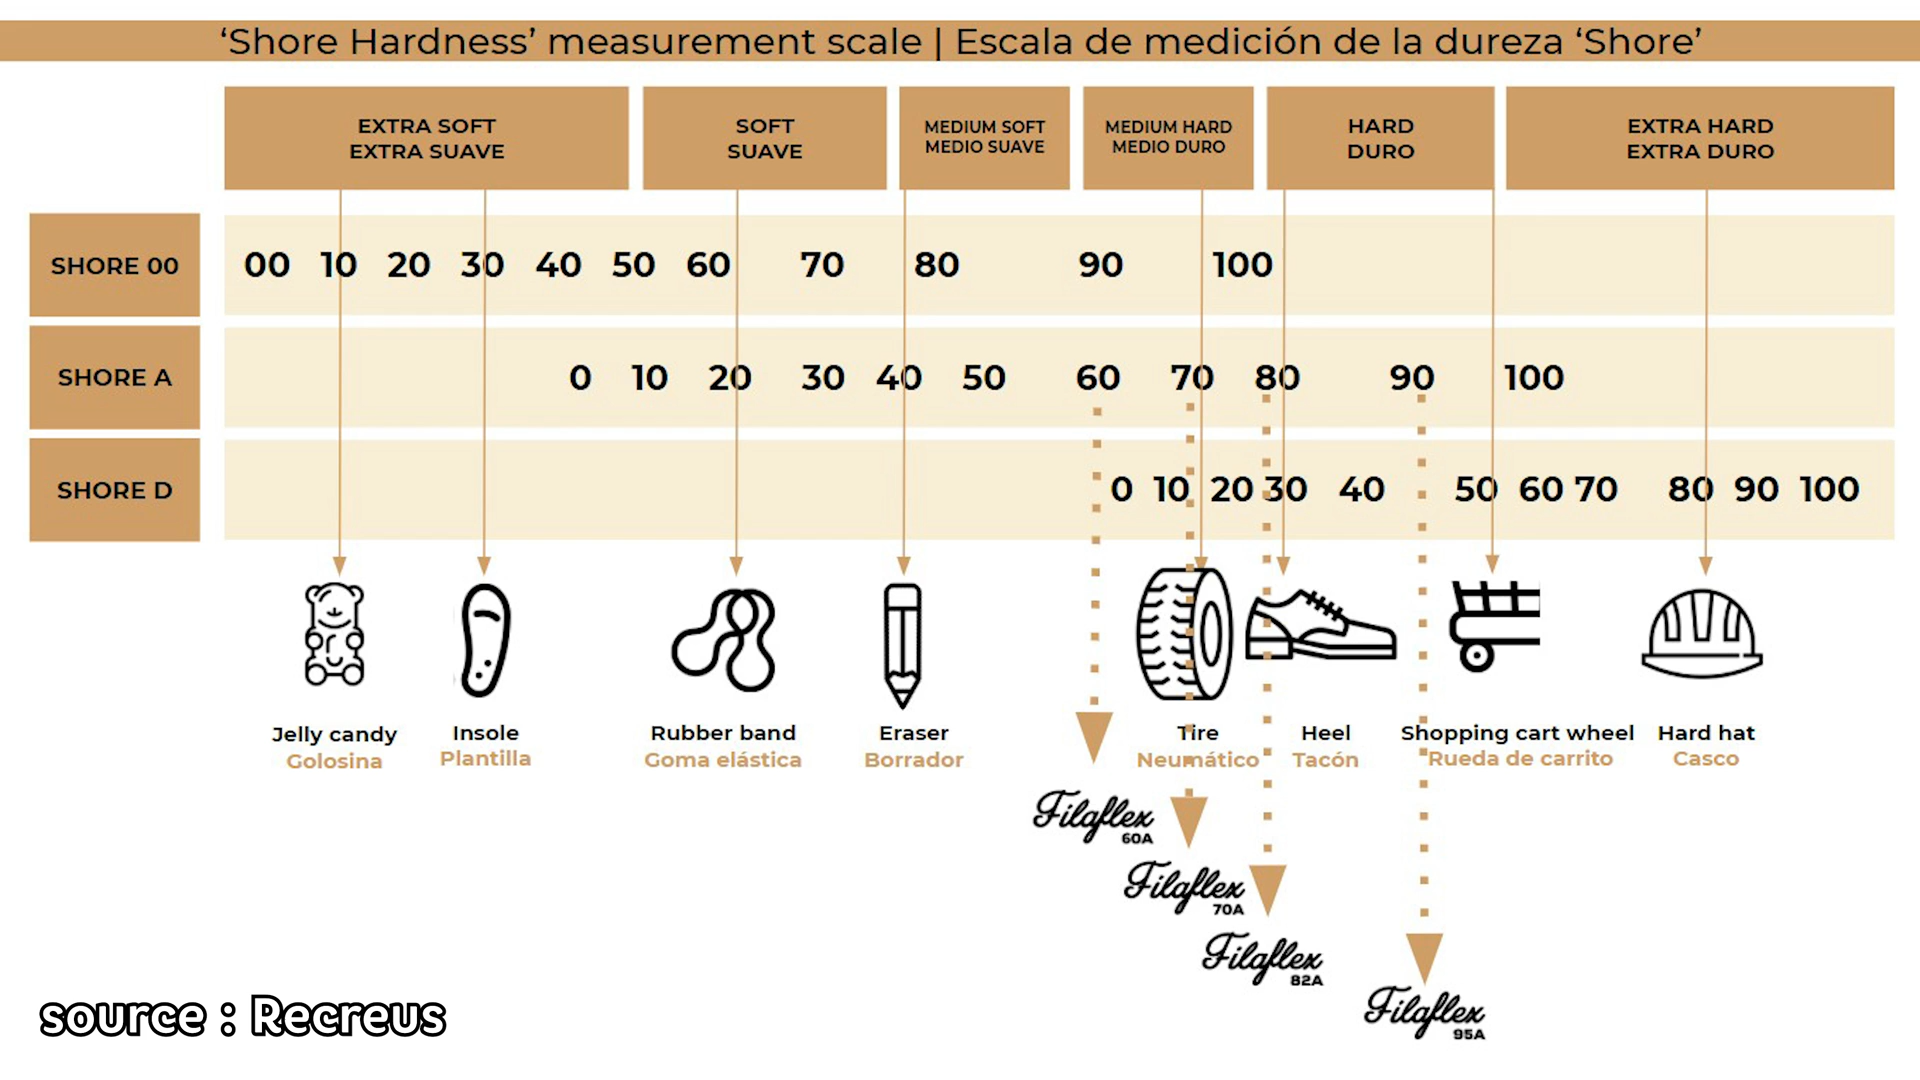 ‘Shore Hardness’ measurement scale | Escala de medición de la dureza ‘Shore’
EXTRA SOFT
EXTRA SUAVE
SOFT
SUAVE
MEDIUM SOFT
MEDIO SUAVE
MEDIUM HARD
MEDIO DURO
HARD
DURO
EXTRA HARD
EXTRA DURO
SHORE 00
00 10 20 30 40 50 60 70 80 90 100
SHORE A
0 10 20 30 40 50 60 70 80 90 100
SHORE D
0 10 20 30 40 50 60 70 80 90 100
Jelly candy
Golosina
Insole
Plantilla
Rubber band
Goma elástica
Eraser
Borrador
Tire
Neumático
Heel
Tacón
Shopping cart wheel
Rueda de carrito
Hard hat
Casco
Filaflex
60A
Filaflex
70A
Filaflex
82A
Filaflex
95A
source : Recreus